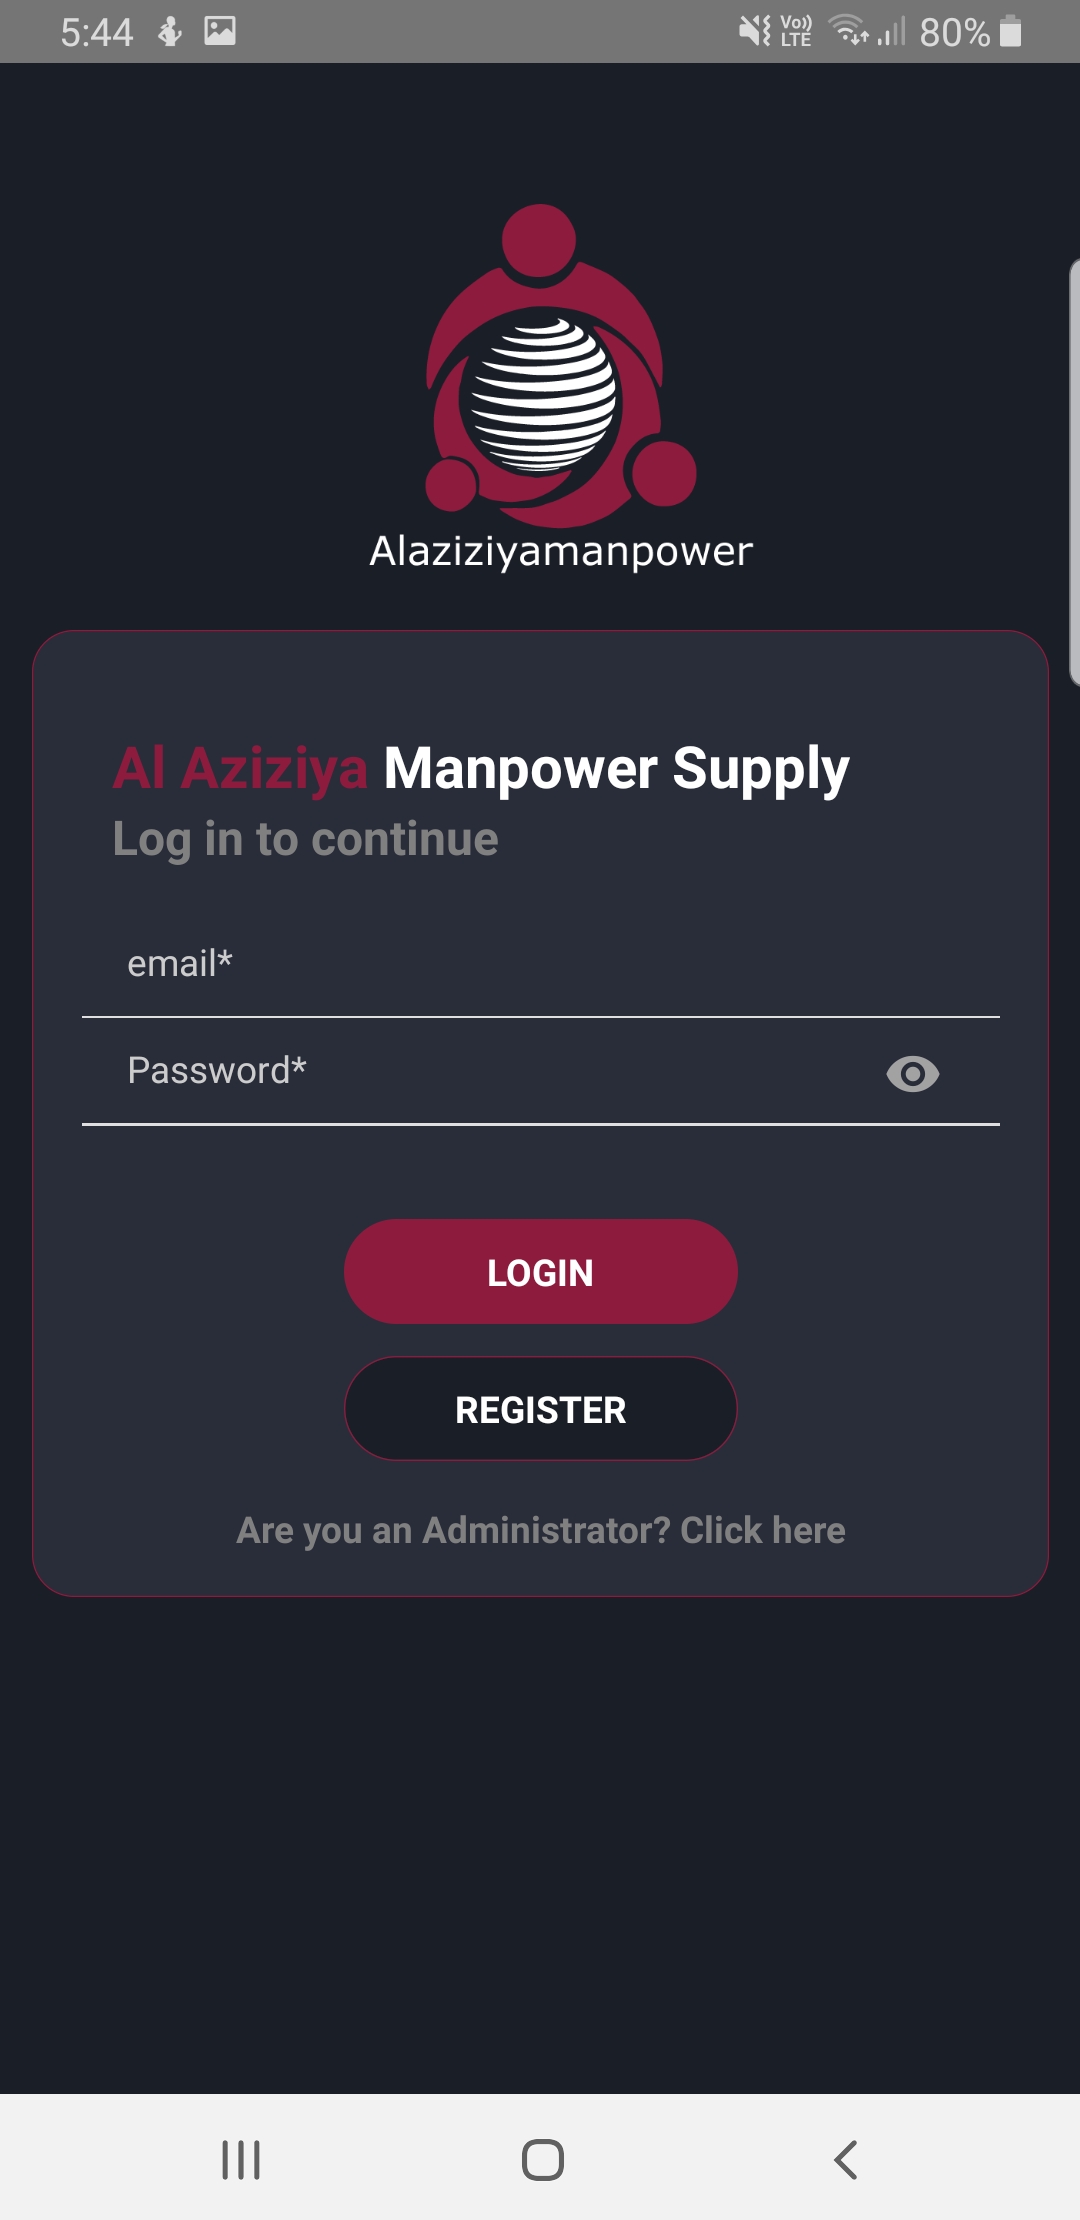 5:44
Vo)) LTE 80%
Alaziziyamanpower
Al Aziziya Manpower Supply
Log in to continue
email*
Password*
LOGIN
REGISTER
Are you an Administrator? Click here